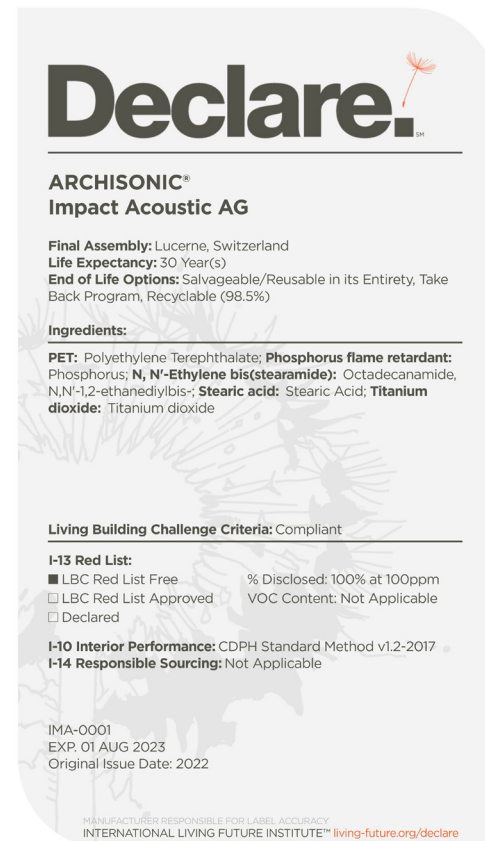 Declare.℠
ARCHISONIC®
Impact Acoustic AG
Final Assembly: Lucerne, Switzerland
Life Expectancy: 30 Year(s)
End of Life Options: Salvageable/Reusable in its Entirety, Take
Back Program, Recyclable (98.5%)
Ingredients:
PET: Polyethylene Terephthalate; Phosphorus flame retardant:
Phosphorus; N, N'-Ethylene bis(stearamide): Octadecanamide,
N,N'-1,2-ethanediylbis-; Stearic acid: Stearic Acid; Titanium
dioxide: Titanium dioxide
Living Building Challenge Criteria: Compliant
I-13 Red List:
■ LBC Red List Free % Disclosed: 100% at 100ppm
□ LBC Red List Approved VOC Content: Not Applicable
□ Declared
I-10 Interior Performance: CDPH Standard Method v1.2-2017
I-14 Responsible Sourcing: Not Applicable
IMA-0001
EXP. 01 AUG 2023
Original Issue Date: 2022
MANUFACTURER RESPONSIBLE FOR LABEL ACCURACY
INTERNATIONAL LIVING FUTURE INSTITUTE™ living-future.org/declare